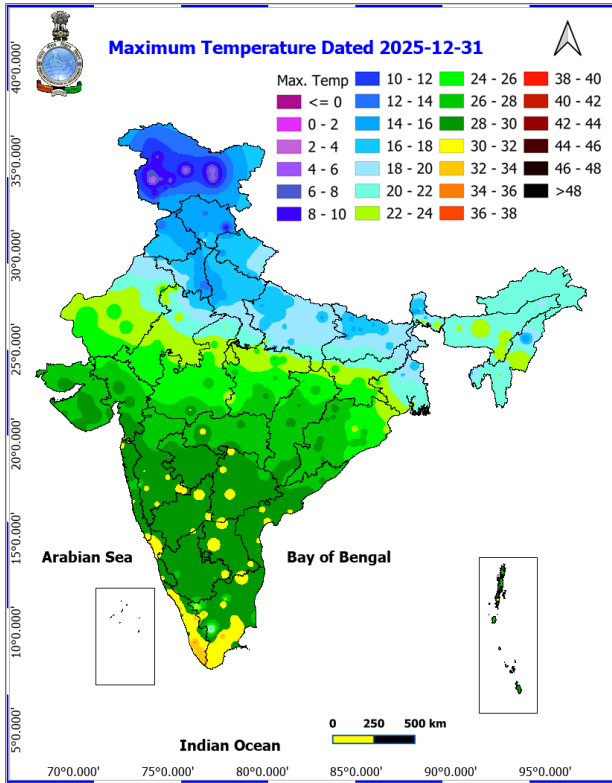 Maximum Temperature Dated 2025-12-31
Max. Temp
<= 0
0 - 2
2 - 4
4 - 6
6 - 8
8 - 10
10 - 12
12 - 14
14 - 16
16 - 18
18 - 20
20 - 22
22 - 24
24 - 26
26 - 28
28 - 30
30 - 32
32 - 34
34 - 36
36 - 38
38 - 40
40 - 42
42 - 44
44 - 46
46 - 48
>48
40°0.000'
35°0.000'
30°0.000'
25°0.000'
20°0.000'
15°0.000'
10°0.000'
5°0.000'
Arabian Sea
Bay of Bengal
Indian Ocean
0 250 500 km
70°0.000' 75°0.000' 80°0.000' 85°0.000' 90°0.000' 95°0.000'